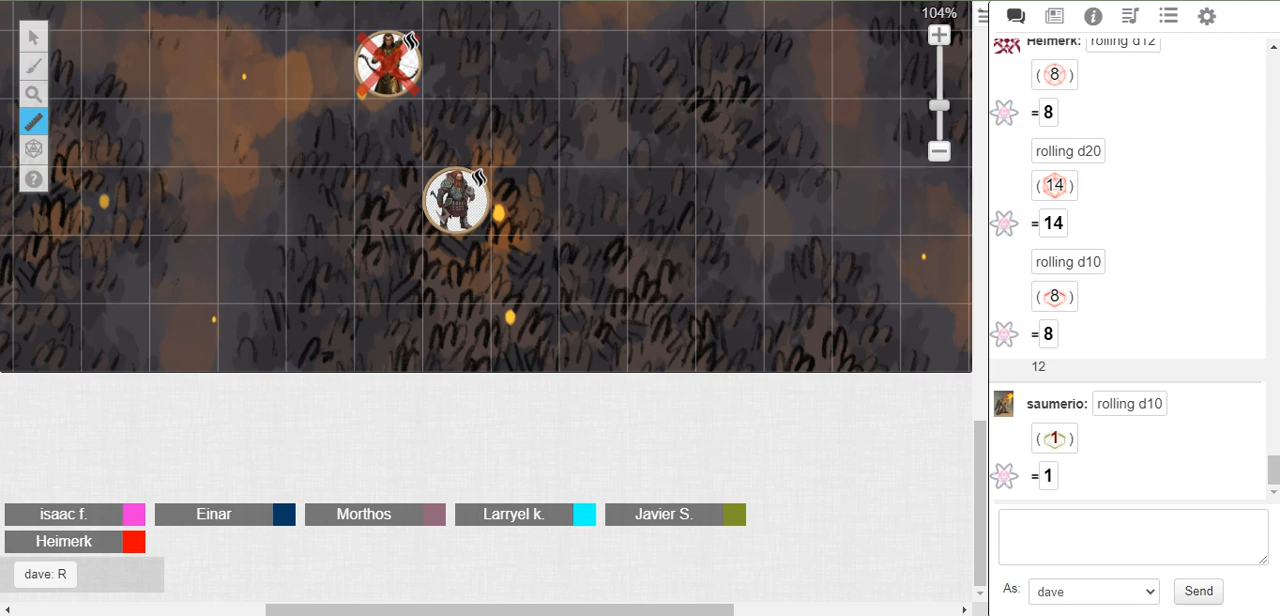 104%
Heimerk: rolling d12
( 8 )
=8
rolling d20
( 14 )
=14
rolling d10
( 8 )
=8
12
saumerio: rolling d10
( 1 )
=1
isaac f.
Einar
Morthos
Larryel k.
Javier S.
Heimerk
dave: R
As: dave
Send